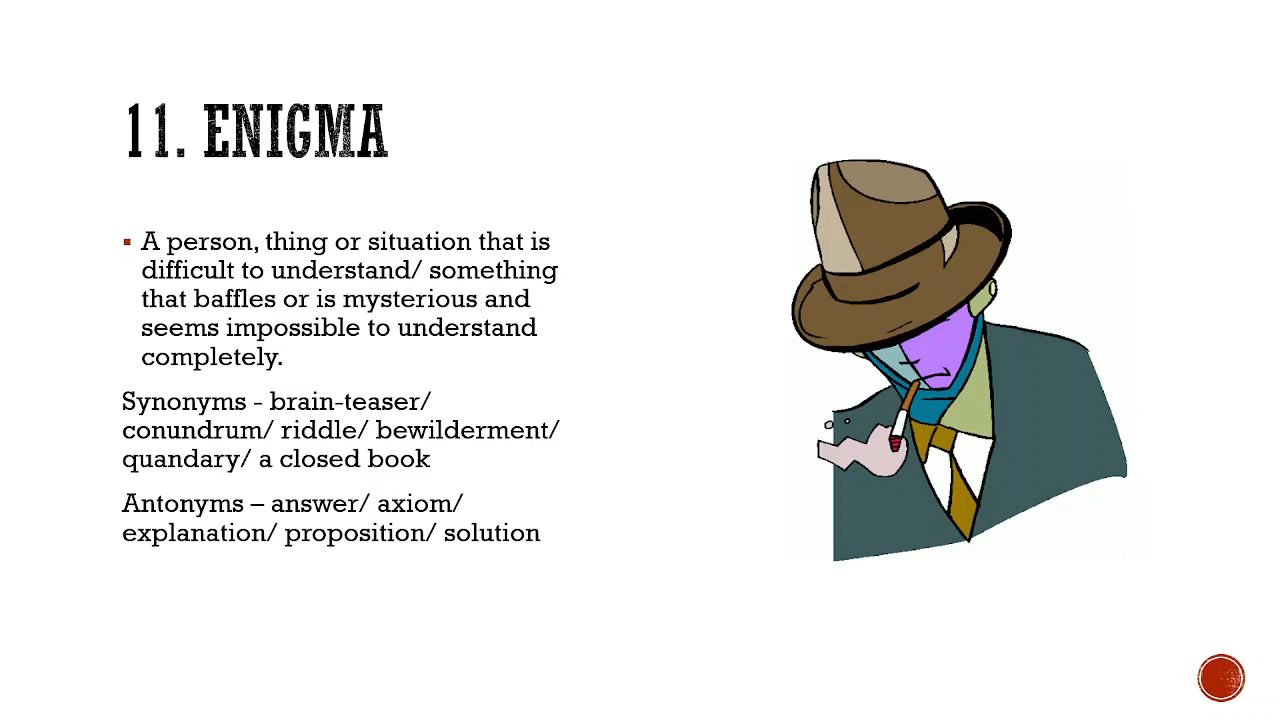 11. ENIGMA
▪ A person, thing or situation that is
difficult to understand/ something
that baffles or is mysterious and
seems impossible to understand
completely.
Synonyms - brain-teaser/
conundrum/ riddle/ bewilderment/
quandary/ a closed book
Antonyms – answer/ axiom/
explanation/ proposition/ solution